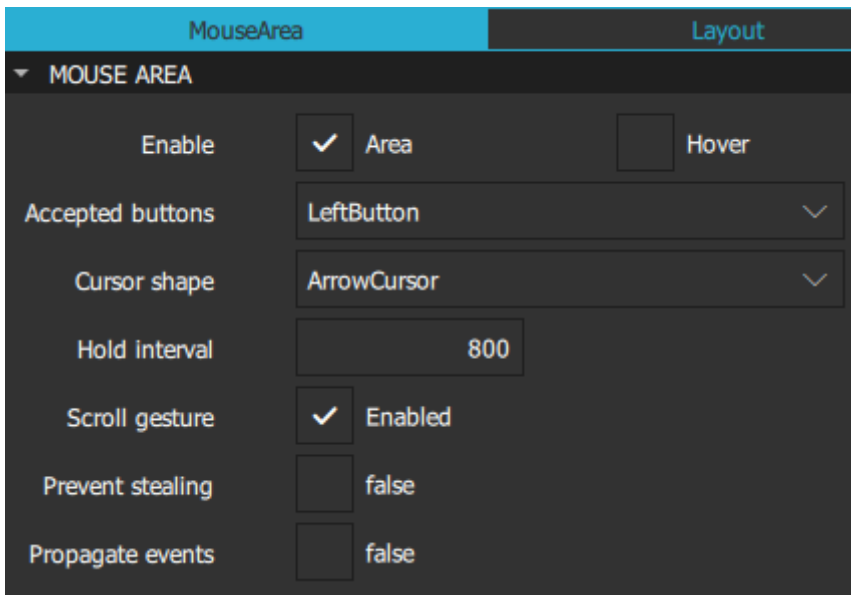 MouseArea Layout
MOUSE AREA
Enable Area Hover
Accepted buttons LeftButton
Cursor shape ArrowCursor
Hold interval 800
Scroll gesture Enabled
Prevent stealing false
Propagate events false